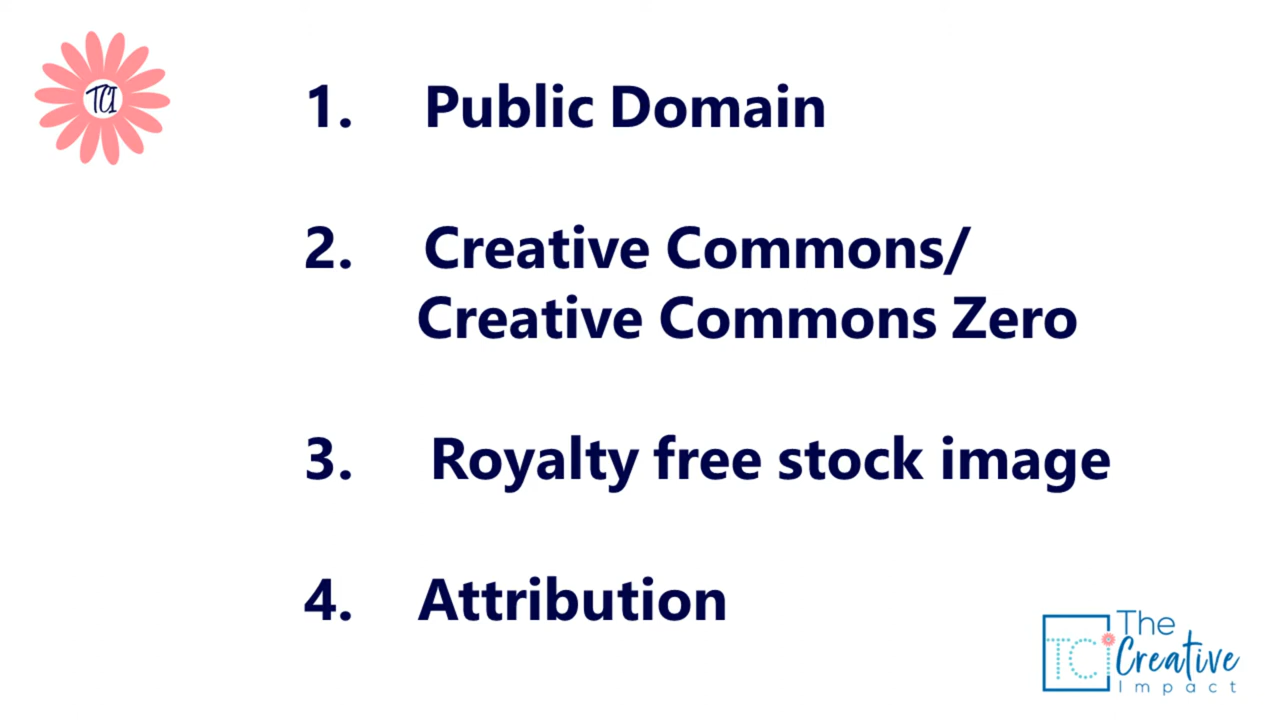 TCI
1. Public Domain
2. Creative Commons/
Creative Commons Zero
3. Royalty free stock image
4. Attribution
TCi
The
Creative
Impact